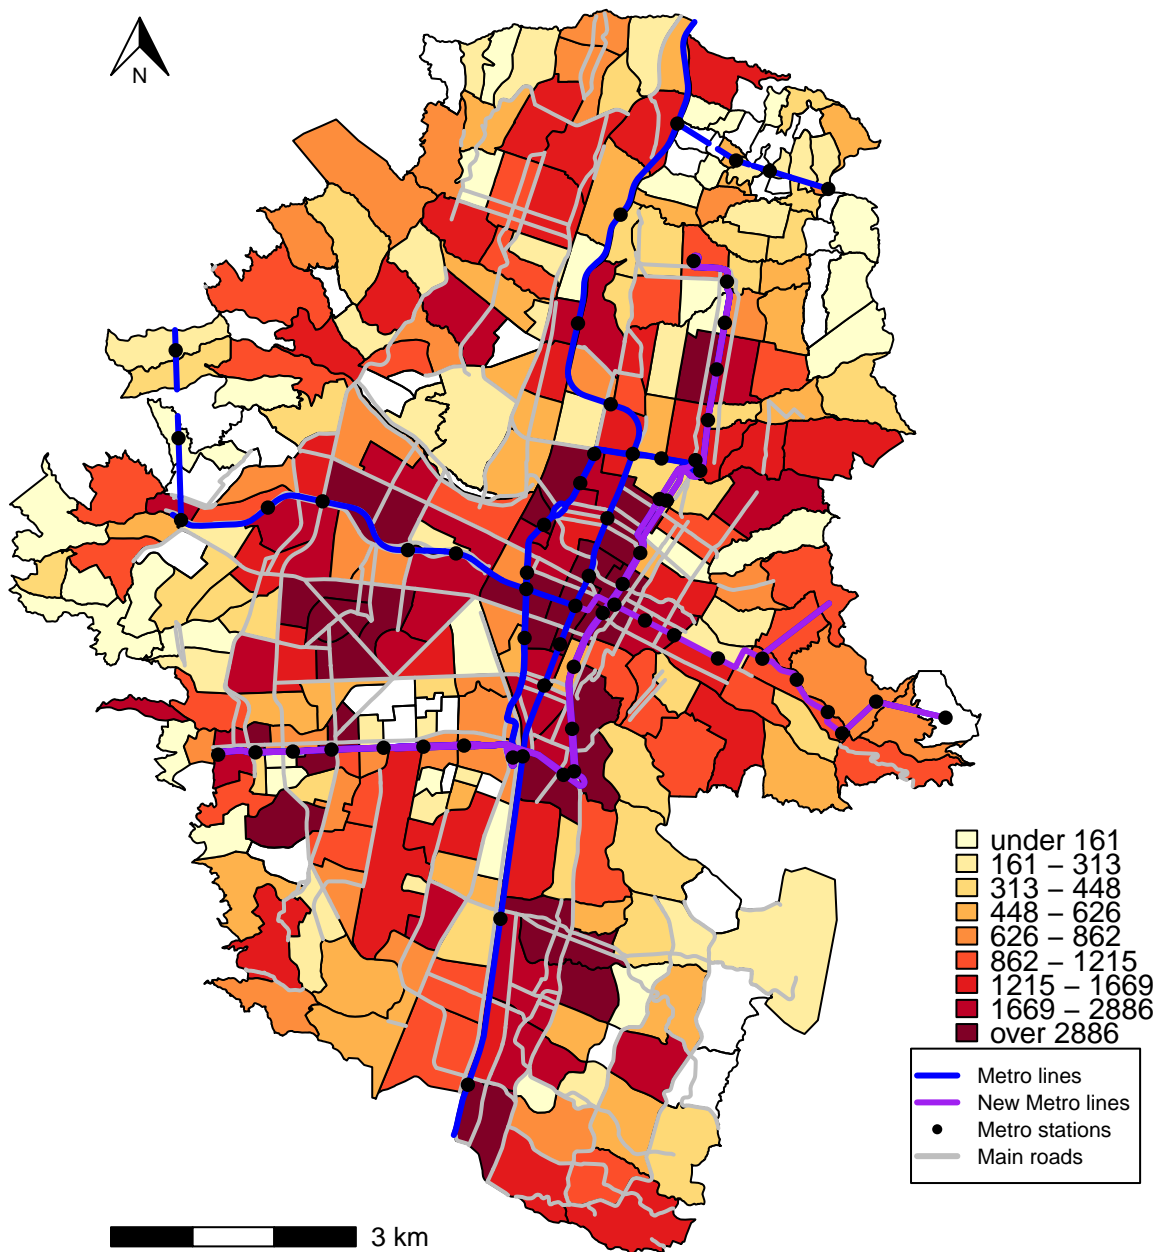 N
under 161
161 – 313
313 – 448
448 – 626
626 – 862
862 – 1215
1215 – 1669
1669 – 2886
over 2886
Metro lines
New Metro lines
Metro stations
Main roads
3 km